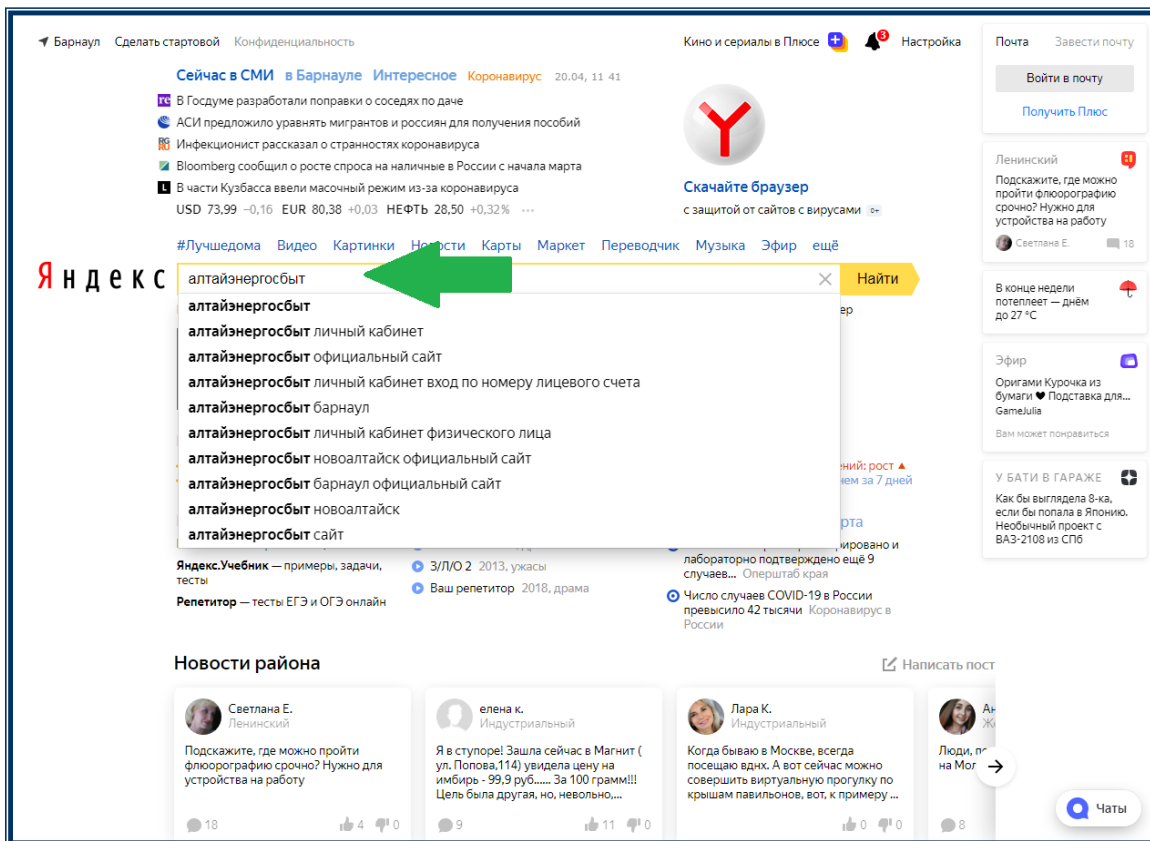 Барнаул Сделать стартовой Конфиденциальность
Кино и сериалы в Плюсе 3 Настройка
Почта Завести почту
Войти в почту
Получить Плюс
Сейчас в СМИ в Барнауле Интересное Коронавирус 20.04, 11 41
В Госдуме разработали поправки о соседях по даче
АСИ предложило уравнять мигрантов и россиян для получения пособий
Инфекционист рассказал о странностях коронавируса
Bloomberg сообщил о росте спроса на наличные в России с начала марта
В части Кузбасса ввели масочный режим из-за коронавируса
USD 73,99 −0,16 EUR 80,38 +0,03 НЕФТЬ 28,50 +0,32% ···
Скачайте браузер
с защитой от сайтов с вирусами 0+
Ленинский
Подскажите, где можно
пройти флюорографию
срочно? Нужно для
устройства на работу
Светлана Е. 18
#Лучшедома Видео Картинки Новости Карты Маркет Переводчик Музыка Эфир ещё
Яндекс
алтайэнергосбыт
Найти
алтайэнергосбыт
алтайэнергосбыт личный кабинет
алтайэнергосбыт официальный сайт
алтайэнергосбыт личный кабинет вход по номеру лицевого счета
алтайэнергосбыт барнаул
алтайэнергосбыт личный кабинет физического лица
алтайэнергосбыт новоалтайск официальный сайт
алтайэнергосбыт барнаул официальный сайт
алтайэнергосбыт новоалтайск
алтайэнергосбыт сайт
В конце недели
потеплеет — днём
до 27 °C
Эфир
Оригами Курочка из
бумаги ♥ Подставка для...
GameJulia
Вам может понравиться
У БАТИ В ГАРАЖЕ
Как бы выглядела 8-ка,
если бы попала в Японию.
Необычный проект с
ВАЗ-2108 из СПб
рост
за 7 дней
Яндекс.Учебник — примеры, задачи,
тесты
Репетитор — тесты ЕГЭ и ОГЭ онлайн
З/Л/О 2 2013, ужасы
Ваш репетитор 2018, драма
лабораторно подтверждено ещё 9
случаев... Оперштаб края
Число случаев COVID-19 в России
превысило 42 тысячи Коронавирус в
России
Новости района
Написать пост
Светлана Е.
Ленинский
Подскажите, где можно пройти
флюорографию срочно? Нужно для
устройства на работу
18 4 0
елена к.
Индустриальный
Я в ступоре! Зашла сейчас в Магнит (
ул. Попова,114) увидела цену на
имбирь - 99,9 руб...... За 100 грамм!!!
Цель была другая, но, невольно,...
9 11 0
Лара К.
Индустриальный
Когда бываю в Москве, всегда
посещаю вднх. А вот сейчас можно
совершить виртуальную прогулку по
крышам павильонов, вот, к примеру ...
0 0
Люди,
на
8
Чаты